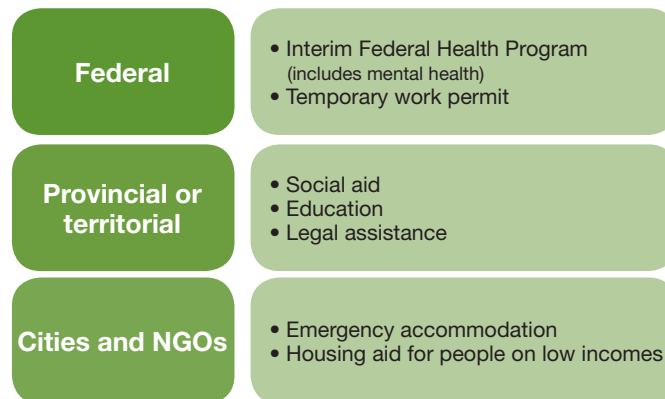 Federal
• Interim Federal Health Program
(includes mental health)
• Temporary work permit
Provincial or
territorial
• Social aid
• Education
• Legal assistance
Cities and NGOs
• Emergency accommodation
• Housing aid for people on low incomes